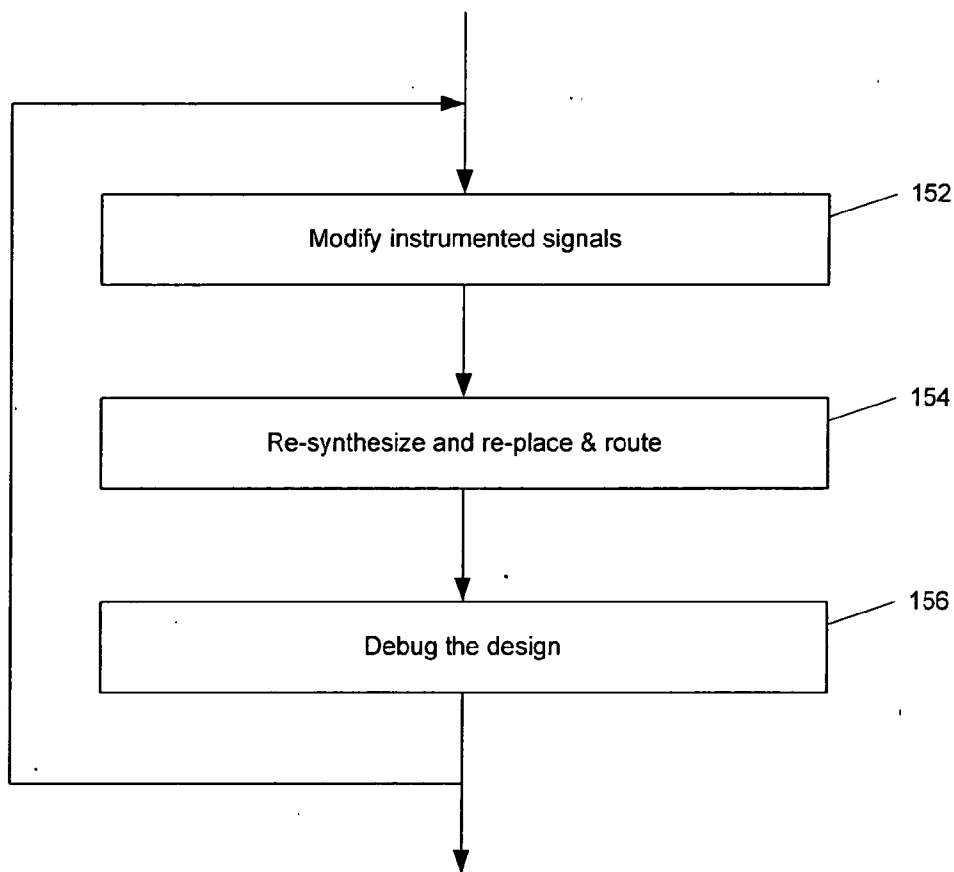 152
Modify instrumented signals
154
Re-synthesize and re-place & route
156
Debug the design